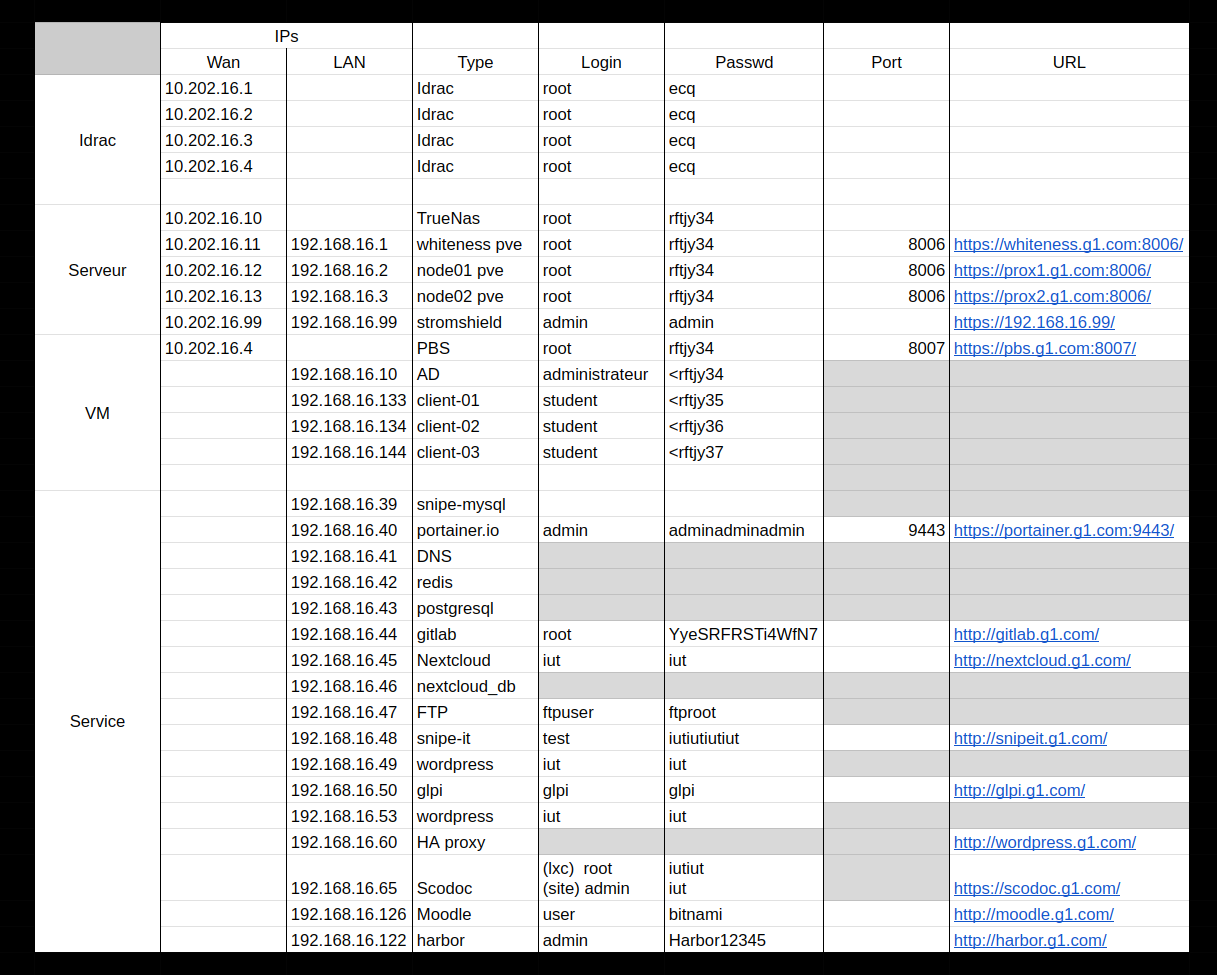 IPs
Wan LAN Type Login Passwd Port URL
Idrac
10.202.16.1 Idrac root ecq
10.202.16.2 Idrac root ecq
10.202.16.3 Idrac root ecq
10.202.16.4 Idrac root ecq
Serveur
10.202.16.10 TrueNas root rftjy34
10.202.16.11 192.168.16.1 whiteness pve root rftjy34 8006 https://whiteness.g1.com:8006/
10.202.16.12 192.168.16.2 node01 pve root rftjy34 8006 https://prox1.g1.com:8006/
10.202.16.13 192.168.16.3 node02 pve root rftjy34 8006 https://prox2.g1.com:8006/
10.202.16.99 192.168.16.99 stromshield admin admin https://192.168.16.99/
VM
10.202.16.4 PBS root rftjy34 8007 https://pbs.g1.com:8007/
192.168.16.10 AD administrateur <rftjy34
192.168.16.133 client-01 student <rftjy35
192.168.16.134 client-02 student <rftjy36
192.168.16.144 client-03 student <rftjy37
Service
192.168.16.39 snipe-mysql
192.168.16.40 portainer.io admin adminadminadmin 9443 https://portainer.g1.com:9443/
192.168.16.41 DNS
192.168.16.42 redis
192.168.16.43 postgresql
192.168.16.44 gitlab root YyeSRFRSTi4WfN7 http://gitlab.g1.com/
192.168.16.45 Nextcloud iut iut http://nextcloud.g1.com/
192.168.16.46 nextcloud_db
192.168.16.47 FTP ftpuser ftproot
192.168.16.48 snipe-it test iutiutiutiut http://snipeit.g1.com/
192.168.16.49 wordpress iut iut
192.168.16.50 glpi glpi glpi http://glpi.g1.com/
192.168.16.53 wordpress iut iut
192.168.16.60 HA proxy http://wordpress.g1.com/
(lxc) root iutiut
192.168.16.65 Scodoc (site) admin iut https://scodoc.g1.com/
192.168.16.126 Moodle user bitnami http://moodle.g1.com/
192.168.16.122 harbor admin Harbor12345 http://harbor.g1.com/